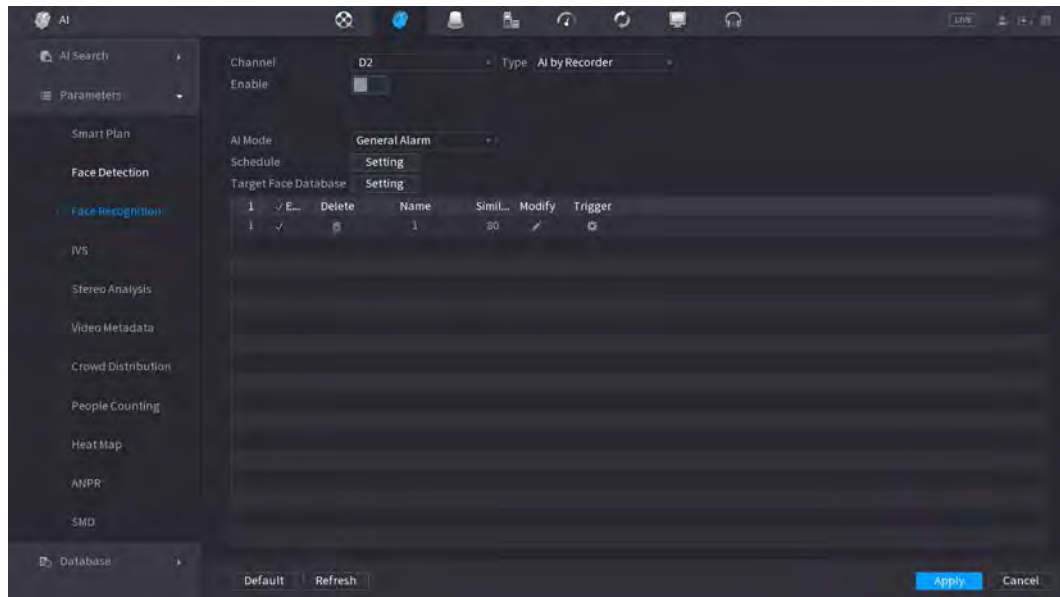 AI
LIVE
AI Search
Parameters
Smart Plan
Face Detection
Face Recognition
IVS
Stereo Analysis
Video Metadata
Crowd Distribution
People Counting
Heat Map
ANPR
SMD
Database
Channel D2 Type AI by Recorder
Enable
AI Mode General Alarm
Schedule Setting
Target Face Database Setting
1 E... Delete Name Simil... Modify Trigger
1 1 80
Default Refresh Apply Cancel